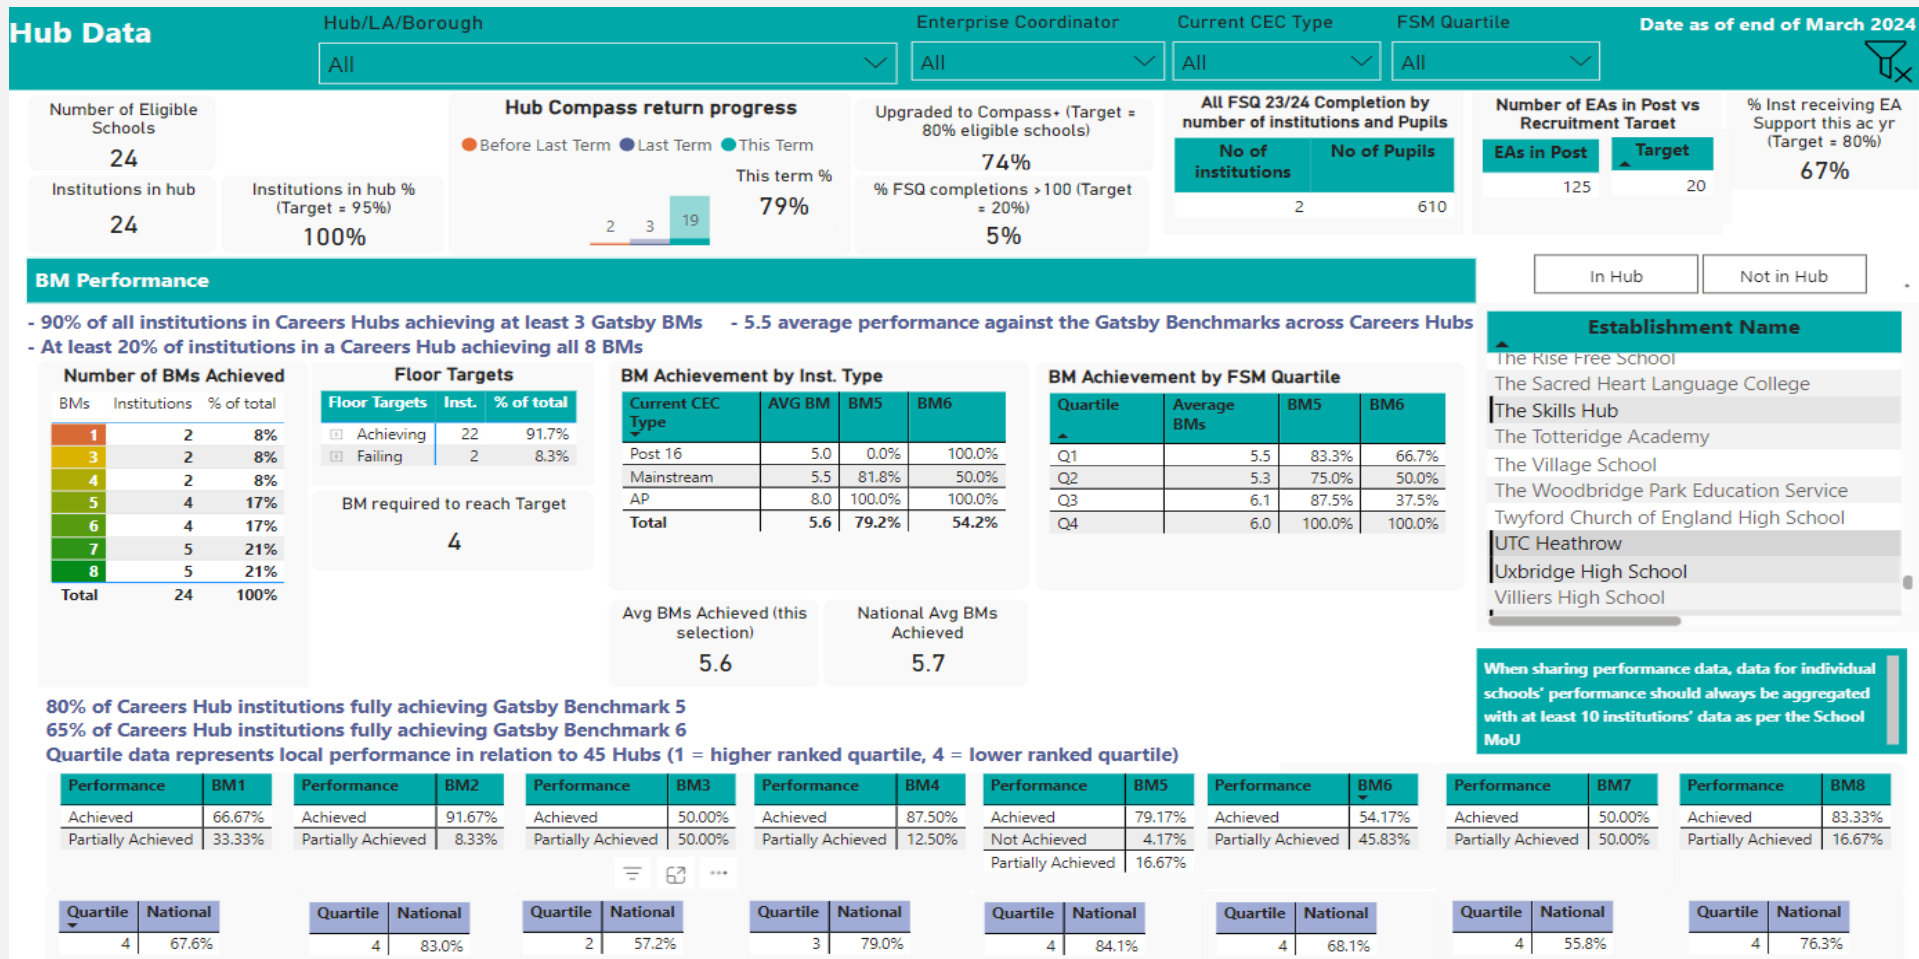 Hub Data
Hub/LA/Borough
All
Enterprise Coordinator
All
Current CEC Type
All
FSM Quartile
All
Date as of end of March 2024
Number of Eligible
Schools
24
Institutions in hub
24
Institutions in hub %
(Target = 95%)
100%
Hub Compass return progress
Before Last Term Last Term This Term
2 3 19
This term %
79%
Upgraded to Compass+ (Target =
80% eligible schools)
74%
% FSQ completions >100 (Target
= 20%)
5%
All FSQ 23/24 Completion by
number of institutions and Pupils
No of
institutions
No of Pupils
2 610
Number of EAs in Post vs
Recruitment Target
EAs in Post Target
125 20
% Inst receiving EA
Support this ac yr
(Target = 80%)
67%
BM Performance
In Hub
Not in Hub
- 90% of all institutions in Careers Hubs achieving at least 3 Gatsby BMs - 5.5 average performance against the Gatsby Benchmarks across Careers Hubs
- At least 20% of institutions in a Careers Hub achieving all 8 BMs
Number of BMs Achieved
BMs Institutions % of total
1 2 8%
3 2 8%
4 2 8%
5 4 17%
6 4 17%
7 5 21%
8 5 21%
Total 24 100%
Floor Targets
Floor Targets Inst. % of total
Achieving 22 91.7%
Failing 2 8.3%
BM required to reach Target
4
BM Achievement by Inst. Type
Current CEC
Type
AVG BM BM5 BM6
Post 16 5.0 0.0% 100.0%
Mainstream 5.5 81.8% 50.0%
AP 8.0 100.0% 100.0%
Total 5.6 79.2% 54.2%
BM Achievement by FSM Quartile
Quartile Average
BMs
BM5 BM6
Q1 5.5 83.3% 66.7%
Q2 5.3 75.0% 50.0%
Q3 6.1 87.5% 37.5%
Q4 6.0 100.0% 100.0%
Avg BMs Achieved (this
selection)
5.6
National Avg BMs
Achieved
5.7
Establishment Name
The Rise Free School
The Sacred Heart Language College
The Skills Hub
The Totteridge Academy
The Village School
The Woodbridge Park Education Service
Twyford Church of England High School
UTC Heathrow
Uxbridge High School
Villiers High School
When sharing performance data, data for individual
schools' performance should always be aggregated
with at least 10 institutions' data as per the School
MoU
80% of Careers Hub institutions fully achieving Gatsby Benchmark 5
65% of Careers Hub institutions fully achieving Gatsby Benchmark 6
Quartile data represents local performance in relation to 45 Hubs (1 = higher ranked quartile, 4 = lower ranked quartile)
Performance BM1
Achieved 66.67%
Partially Achieved 33.33%
Performance BM2
Achieved 91.67%
Partially Achieved 8.33%
Performance BM3
Achieved 50.00%
Partially Achieved 50.00%
Performance BM4
Achieved 87.50%
Partially Achieved 12.50%
Performance BM5
Achieved 79.17%
Not Achieved 4.17%
Partially Achieved 16.67%
Performance BM6
Achieved 54.17%
Partially Achieved 45.83%
Performance BM7
Achieved 50.00%
Partially Achieved 50.00%
Performance BM8
Achieved 83.33%
Partially Achieved 16.67%
Quartile National
4 67.6%
Quartile National
4 83.0%
Quartile National
2 57.2%
Quartile National
3 79.0%
Quartile National
4 84.1%
Quartile National
4 68.1%
Quartile National
4 55.8%
Quartile National
4 76.3%